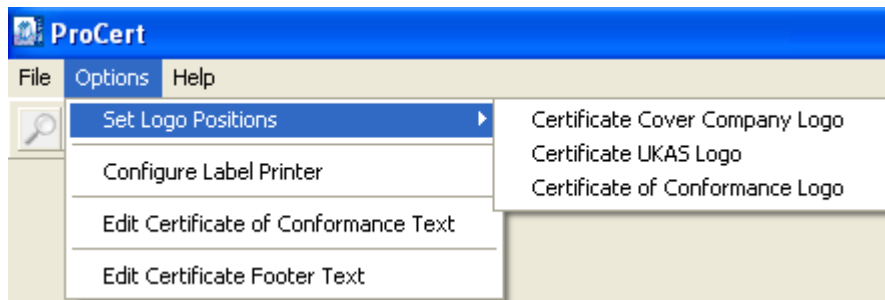 ProCert
File Options Help
Set Logo Positions
Configure Label Printer
Edit Certificate of Conformance Text
Edit Certificate Footer Text
Certificate Cover Company Logo
Certificate UKAS Logo
Certificate of Conformance Logo